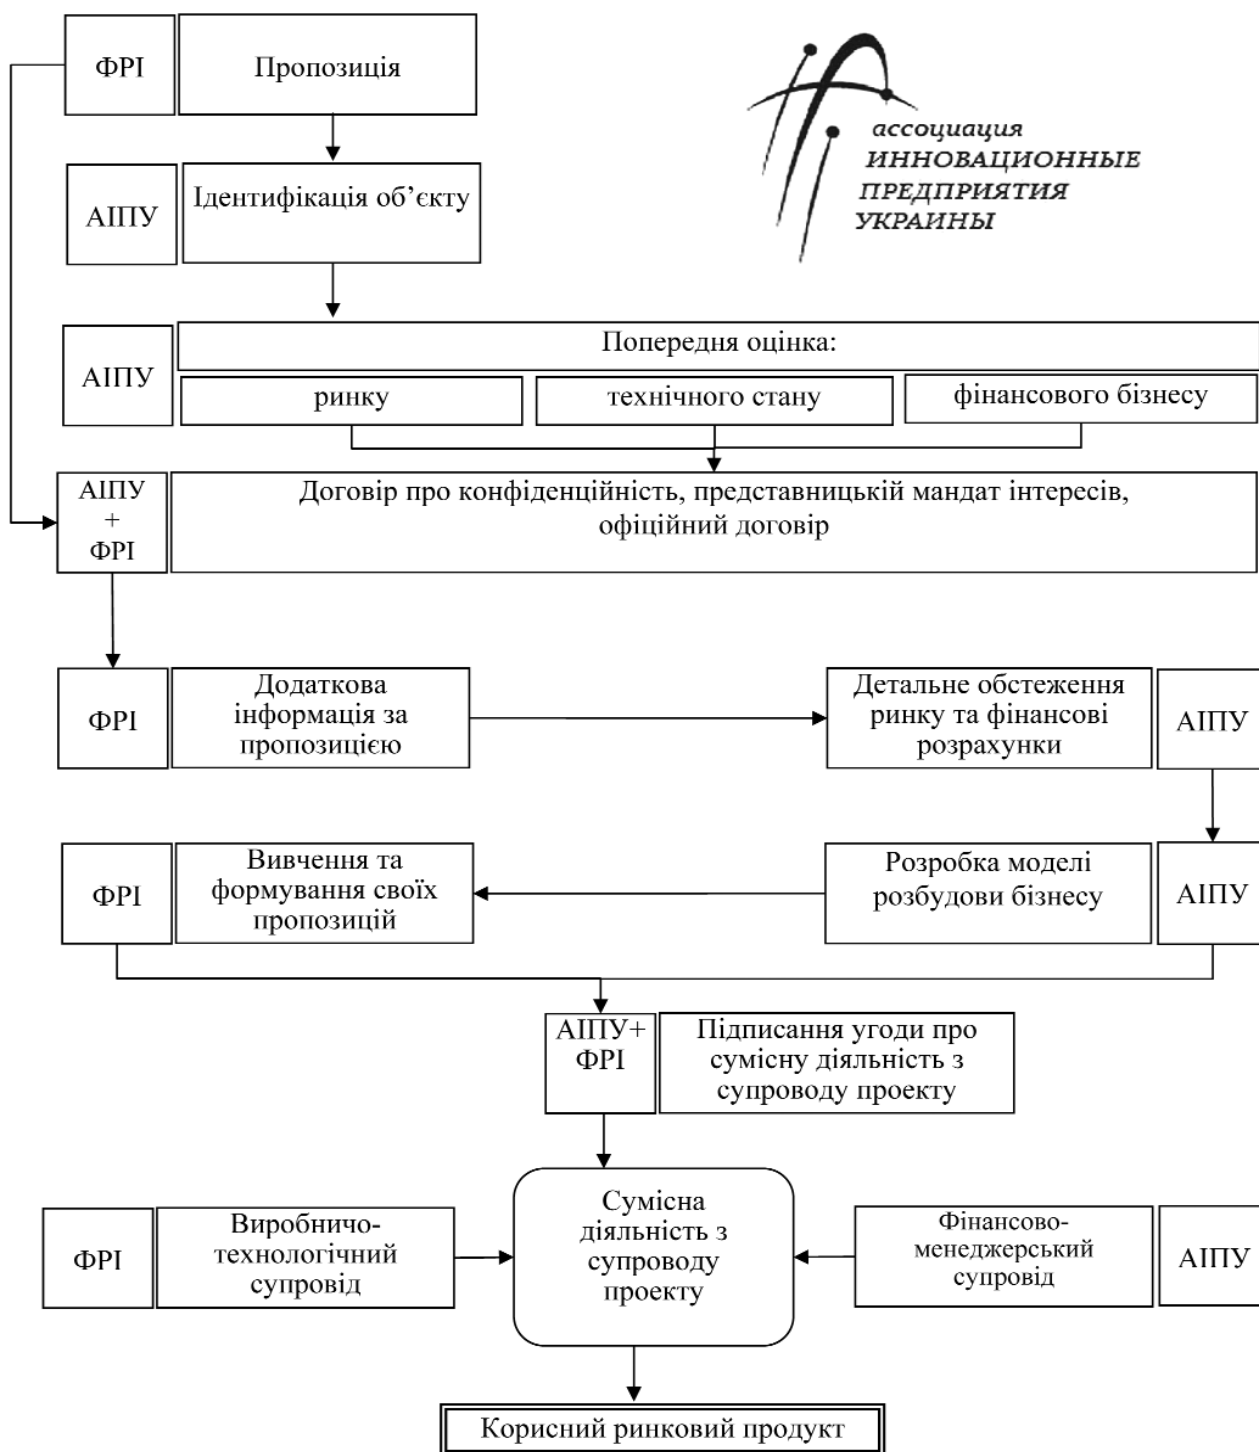 ФРІ
Пропозиція
ассоциация
ИННОВАЦИОННЫЕ
ПРЕДПРИЯТИЯ
УКРАИНЫ
АІПУ
Ідентифікація об’єкту
АІПУ
Попередня оцінка:
ринку
технічного стану
фінансового бізнесу
АІПУ
+
ФРІ
Договір про конфіденційність, представницькій мандат інтересів,
офіційний договір
ФРІ
Додаткова
інформація за
пропозицією
Детальне обстеження
ринку та фінансові
розрахунки
АІПУ
ФРІ
Вивчення та
формування своїх
пропозицій
Розробка моделі
розбудови бізнесу
АІПУ
АІПУ+
ФРІ
Підписання угоди про
сумісну діяльність з
супроводу проекту
ФРІ
Виробничо-
технологічний
супровід
Сумісна
діяльність з
супроводу
проекту
Фінансово-
менеджерський
супровід
АІПУ
Корисний ринковий продукт